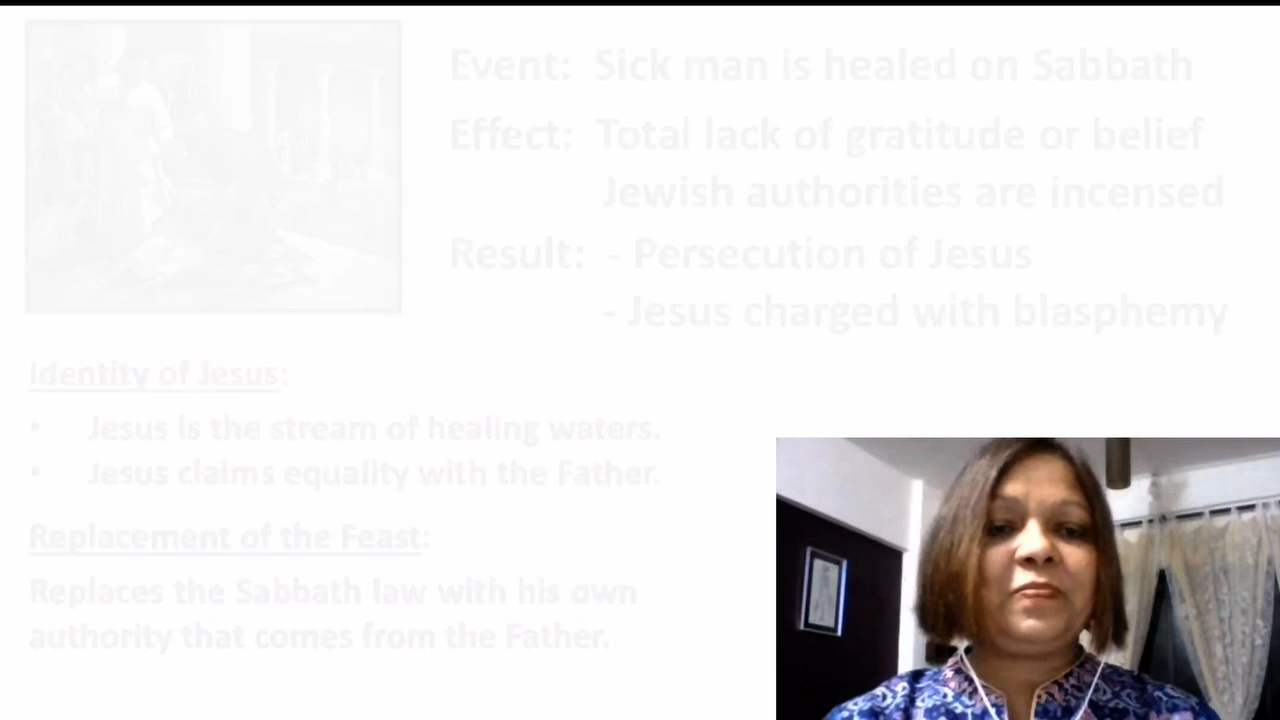 Event: Sick man is healed on Sabbath
Effect: Total lack of gratitude or belief
Jewish authorities are incensed
Result: - Persecution of Jesus
- Jesus charged with blasphemy
Identity of Jesus:
• Jesus is the stream of healing waters.
• Jesus claims equality with the Father.
Replacement of the Feast:
Replaces the Sabbath law with his own
authority that comes from the Father.